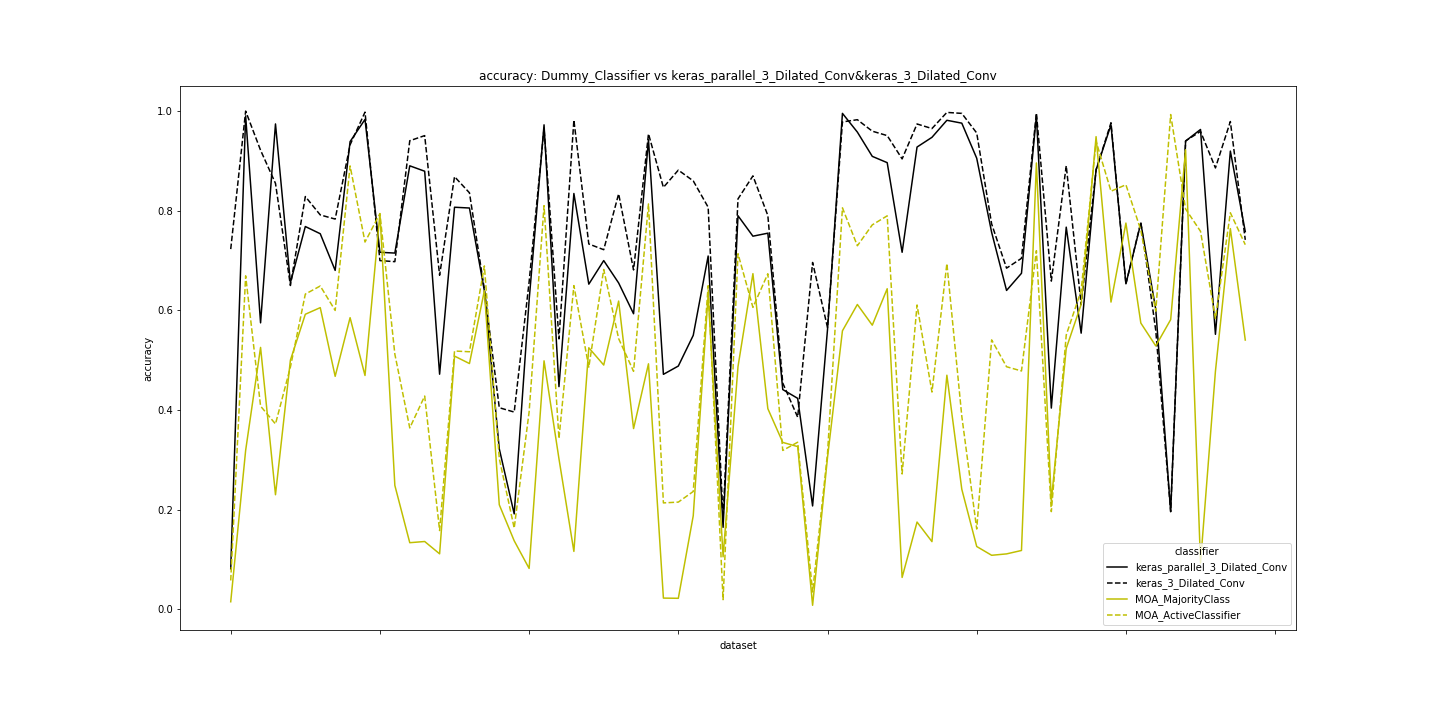 accuracy: Dummy_Classifier vs keras_parallel_3_Dilated_Conv&keras_3_Dilated_Conv
1.0
0.8
0.6
0.4
0.2
0.0
accuracy
dataset
classifier
keras_parallel_3_Dilated_Conv
keras_3_Dilated_Conv
MOA_MajorityClass
MOA_ActiveClassifier